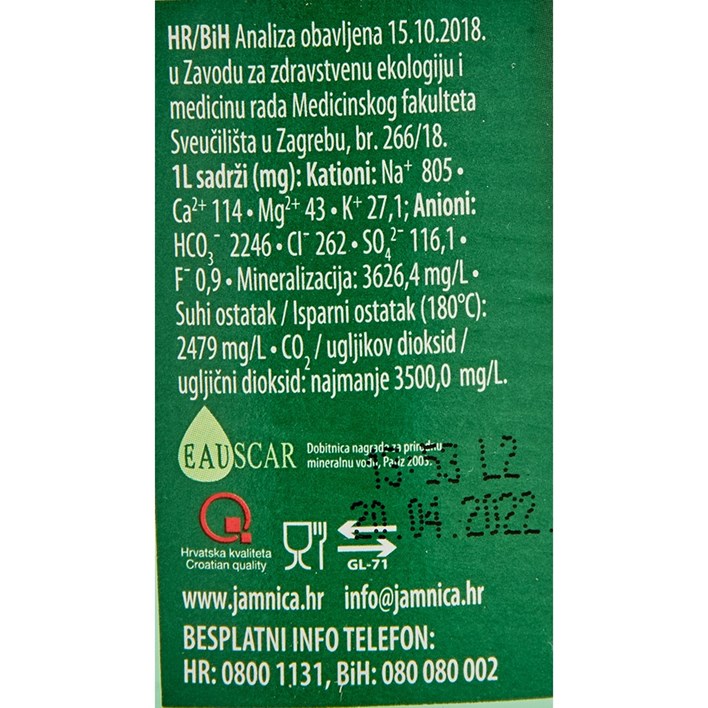 HR/BiH Analiza obavljena 15.10.2018.
u Zavodu za zdravstvenu ekologiju i
medicinu rada Medicinskog fakulteta
Sveučilišta u Zagrebu, br. 266/18.
1L sadrži (mg): Kationi: Na⁺ 805 •
Ca²⁺ 114 • Mg²⁺ 43 • K⁺ 27,1; Anioni:
HCO₃⁻ 2246 • Cl⁻ 262 • SO₄²⁻ 116,1 •
F⁻ 0,9 • Mineralizacija: 3626,4 mg/L •
Suhi ostatak / Isparni ostatak (180°C):
2479 mg/L • CO₂ / ugljikov dioksid /
ugljični dioksid: najmanje 3500,0 mg/L.
EAUSCAR
Dobitnica nagrade za prirodnu
mineralnu vodu, Pariz 2003.
13:53 L2
20.04.2022.
Hrvatska kvaliteta
Croatian quality
GL-71
www.jamnica.hr info@jamnica.hr
BESPLATNI INFO TELEFON:
HR: 0800 1131, BiH: 080 080 002